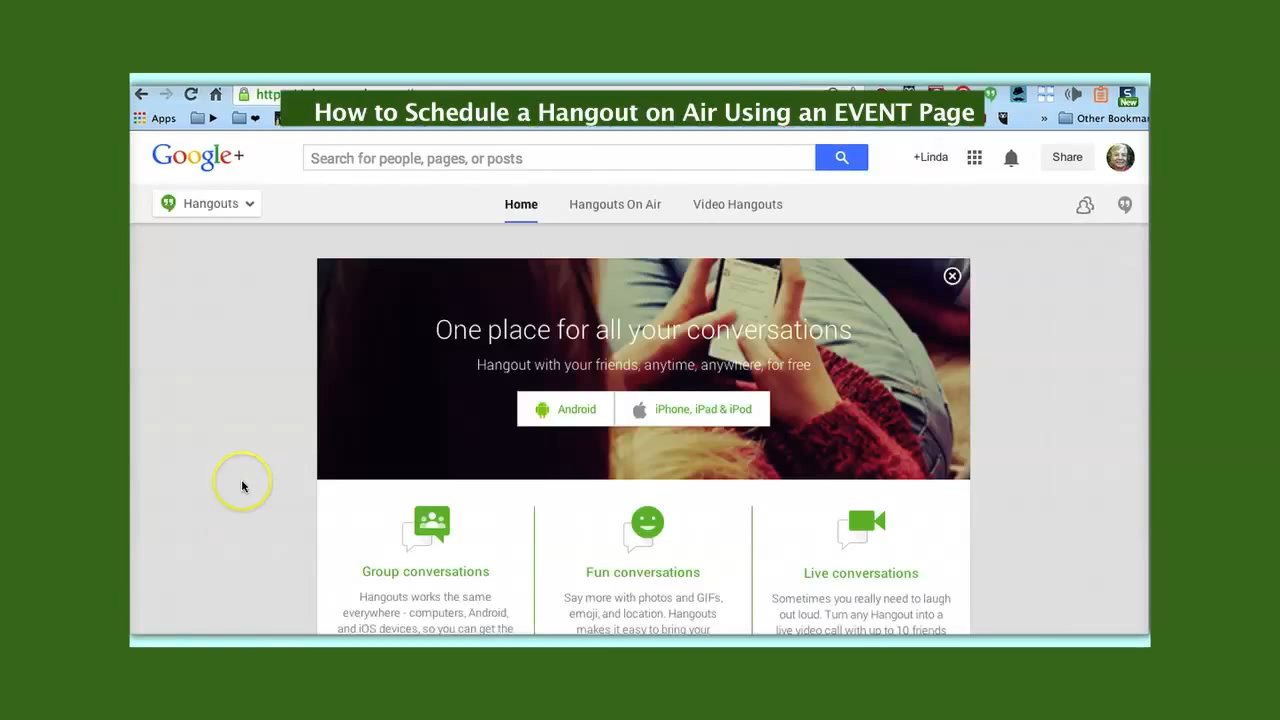 How to Schedule a Hangout on Air Using an EVENT Page
http
New
Apps
»
Other Bookmar
Google+
Search for people, pages, or posts
+Linda
Share
Hangouts
Home
Hangouts On Air
Video Hangouts
One place for all your conversations
Hangout with your friends, anytime, anywhere, for free
Android
iPhone, iPad & iPod
Group conversations
Hangouts works the same
everywhere - computers, Android,
and iOS devices, so you can get the
Fun conversations
Say more with photos and GIFs,
emoji, and location. Hangouts
makes it easy to bring your
Live conversations
Sometimes you really need to laugh
out loud. Turn any Hangout into a
live video call with up to 10 friends